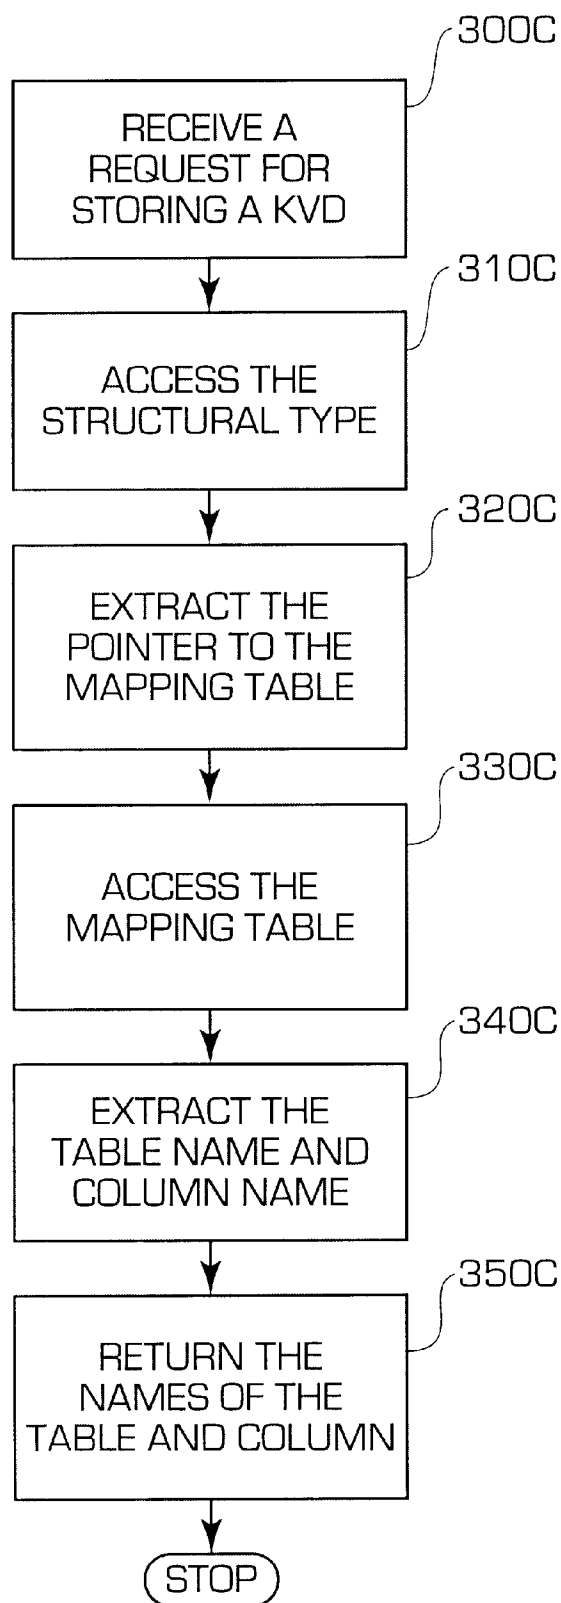 300C
RECEIVE A
REQUEST FOR
STORING A KVD
310C
ACCESS THE
STRUCTURAL TYPE
320C
EXTRACT THE
POINTER TO THE
MAPPING TABLE
330C
ACCESS THE
MAPPING TABLE
340C
EXTRACT THE
TABLE NAME AND
COLUMN NAME
350C
RETURN THE
NAMES OF THE
TABLE AND COLUMN
STOP